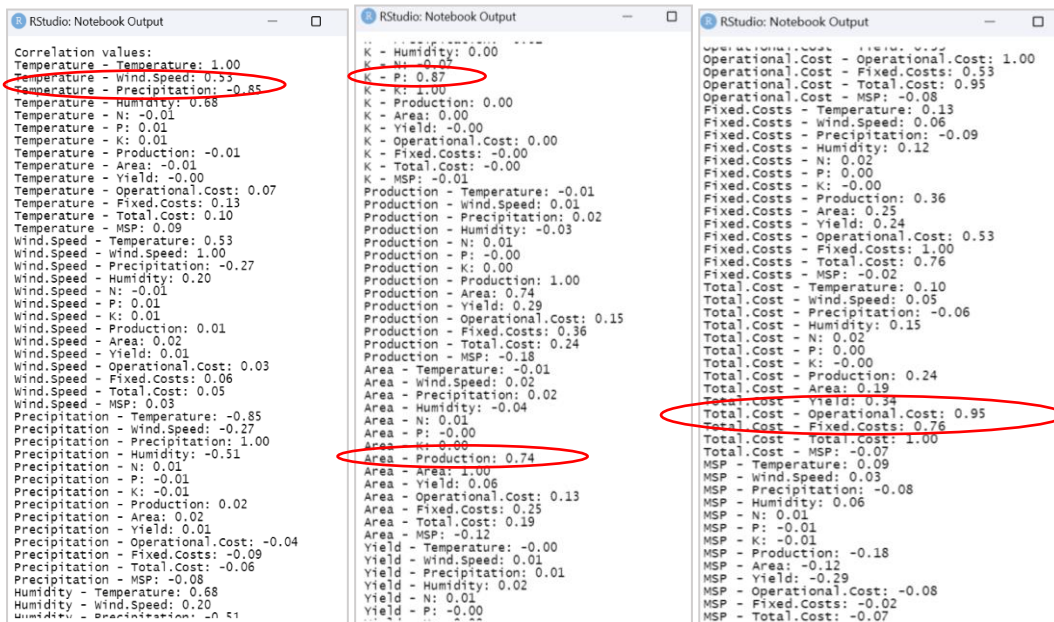 RStudio: Notebook Output
Correlation values:
Temperature - Temperature: 1.00
Temperature - Wind.Speed: 0.53
Temperature - Precipitation: -0.85
Temperature - Humidity: 0.68
Temperature - N: -0.01
Temperature - P: 0.01
Temperature - K: 0.01
Temperature - Production: -0.01
Temperature - Area: -0.01
Temperature - Yield: -0.00
Temperature - Operational.Cost: 0.07
Temperature - Fixed.Costs: 0.13
Temperature - Total.Cost: 0.10
Temperature - MSP: 0.09
Wind.Speed - Temperature: 0.53
Wind.Speed - Wind.Speed: 1.00
Wind.Speed - Precipitation: -0.27
Wind.Speed - Humidity: 0.20
Wind.Speed - N: -0.01
Wind.Speed - P: 0.01
Wind.Speed - K: 0.01
Wind.Speed - Production: 0.01
Wind.Speed - Area: 0.02
Wind.Speed - Yield: 0.01
Wind.Speed - Operational.Cost: 0.03
Wind.Speed - Fixed.Costs: 0.06
Wind.Speed - Total.Cost: 0.05
Wind.Speed - MSP: 0.03
Precipitation - Temperature: -0.85
Precipitation - Wind.Speed: -0.27
Precipitation - Precipitation: 1.00
Precipitation - Humidity: -0.51
Precipitation - N: 0.01
Precipitation - P: -0.01
Precipitation - K: -0.01
Precipitation - Production: 0.02
Precipitation - Area: 0.02
Precipitation - Yield: 0.01
Precipitation - Operational.Cost: -0.04
Precipitation - Fixed.Costs: -0.09
Precipitation - Total.Cost: -0.06
Precipitation - MSP: -0.08
Humidity - Temperature: 0.68
Humidity - Wind.Speed: 0.20
Humidity - Precipitation: -0.51
RStudio: Notebook Output
K - Humidity: 0.00
K - N: -0.07
K - P: 0.87
K - K: 1.00
K - Production: 0.00
K - Area: 0.00
K - Yield: -0.00
K - Operational.Cost: 0.00
K - Fixed.Costs: -0.00
K - Total.Cost: -0.00
K - MSP: -0.01
Production - Temperature: -0.01
Production - Wind.Speed: 0.01
Production - Precipitation: 0.02
Production - Humidity: -0.03
Production - N: 0.01
Production - P: -0.00
Production - K: 0.00
Production - Production: 1.00
Production - Area: 0.74
Production - Yield: 0.29
Production - Operational.Cost: 0.15
Production - Fixed.Costs: 0.36
Production - Total.Cost: 0.24
Production - MSP: -0.18
Area - Temperature: -0.01
Area - Wind.Speed: 0.02
Area - Precipitation: 0.02
Area - Humidity: -0.04
Area - N: 0.01
Area - P: -0.00
Area - K: 0.00
Area - Production: 0.74
Area - Area: 1.00
Area - Yield: 0.06
Area - Operational.Cost: 0.13
Area - Fixed.Costs: 0.25
Area - Total.Cost: 0.19
Area - MSP: -0.12
Yield - Temperature: -0.00
Yield - Wind.Speed: 0.01
Yield - Precipitation: 0.01
Yield - Humidity: 0.02
Yield - N: 0.01
Yield - P: -0.00
RStudio: Notebook Output
Operational.Cost - Operational.Cost: 1.00
Operational.Cost - Fixed.Costs: 0.53
Operational.Cost - Total.Cost: 0.95
Operational.Cost - MSP: -0.08
Fixed.Costs - Temperature: 0.13
Fixed.Costs - Wind.Speed: 0.06
Fixed.Costs - Precipitation: -0.09
Fixed.Costs - Humidity: 0.12
Fixed.Costs - N: 0.02
Fixed.Costs - P: 0.00
Fixed.Costs - K: -0.00
Fixed.Costs - Production: 0.36
Fixed.Costs - Area: 0.25
Fixed.Costs - Yield: 0.24
Fixed.Costs - Operational.Cost: 0.53
Fixed.Costs - Fixed.Costs: 1.00
Fixed.Costs - Total.Cost: 0.76
Fixed.Costs - MSP: -0.02
Total.Cost - Temperature: 0.10
Total.Cost - Wind.Speed: 0.05
Total.Cost - Precipitation: -0.06
Total.Cost - Humidity: 0.15
Total.Cost - N: 0.02
Total.Cost - P: 0.00
Total.Cost - K: -0.00
Total.Cost - Production: 0.24
Total.Cost - Area: 0.19
Total.Cost - Yield: 0.34
Total.Cost - Operational.Cost: 0.95
Total.Cost - Fixed.Costs: 0.76
Total.Cost - Total.Cost: 1.00
Total.Cost - MSP: -0.07
MSP - Temperature: 0.09
MSP - Wind.Speed: 0.03
MSP - Precipitation: -0.08
MSP - Humidity: 0.06
MSP - N: 0.01
MSP - P: -0.01
MSP - K: -0.01
MSP - Production: -0.18
MSP - Area: -0.12
MSP - Yield: -0.29
MSP - Operational.Cost: -0.08
MSP - Fixed.Costs: -0.02
MSP - Total.Cost: -0.07